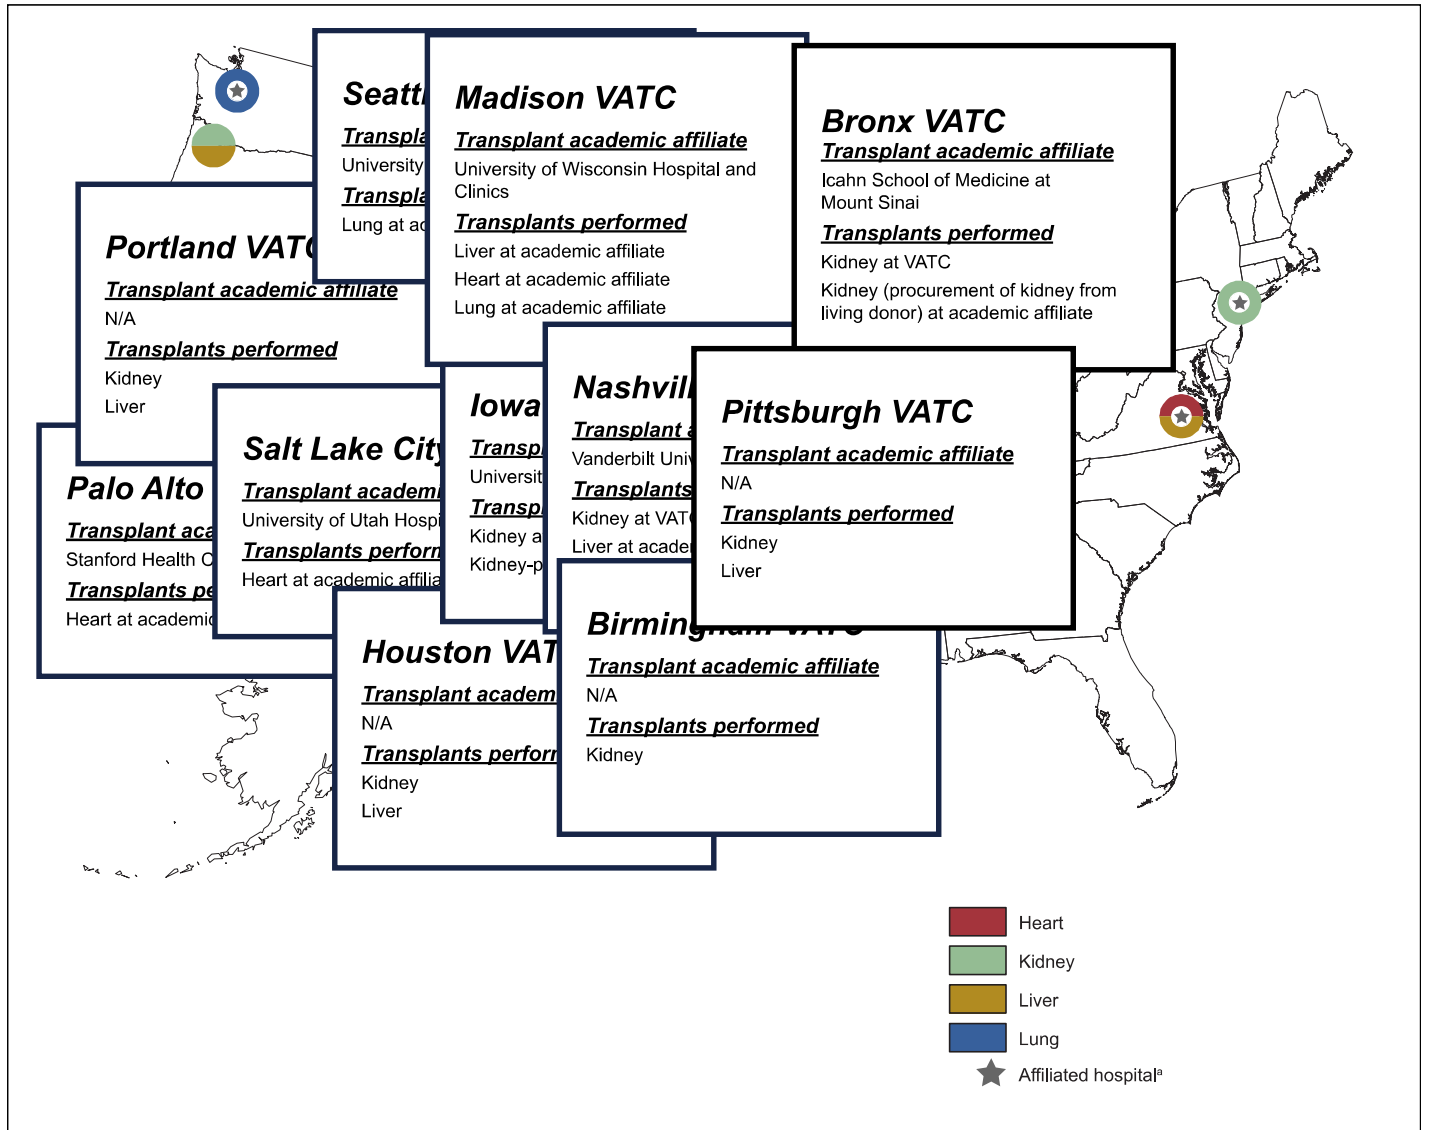 Seattl
Transpla
University
Transpla
Lung at ac
Madison VATC
Transplant academic affiliate
University of Wisconsin Hospital and
Clinics
Transplants performed
Liver at academic affiliate
Heart at academic affiliate
Lung at academic affiliate
Bronx VATC
Transplant academic affiliate
Icahn School of Medicine at
Mount Sinai
Transplants performed
Kidney at VATC
Kidney (procurement of kidney from
living donor) at academic affiliate
Portland VATC
Transplant academic affiliate
N/A
Transplants performed
Kidney
Liver
Palo Alto
Transplant aca
Stanford Health C
Transplants pe
Heart at academic
Salt Lake City
Transplant academi
University of Utah Hospi
Transplants perform
Heart at academic affilia
Iowa
Transpl
Universit
Transpl
Kidney a
Kidney-p
Nashvill
Transplant a
Vanderbilt Univ
Transplants
Kidney at VATC
Liver at acade
Pittsburgh VATC
Transplant academic affiliate
N/A
Transplants performed
Kidney
Liver
Houston VAT
Transplant academ
N/A
Transplants perform
Kidney
Liver
Birmingham VATC
Transplant academic affiliate
N/A
Transplants performed
Kidney
Heart
Kidney
Liver
Lung
Affiliated hospitalª